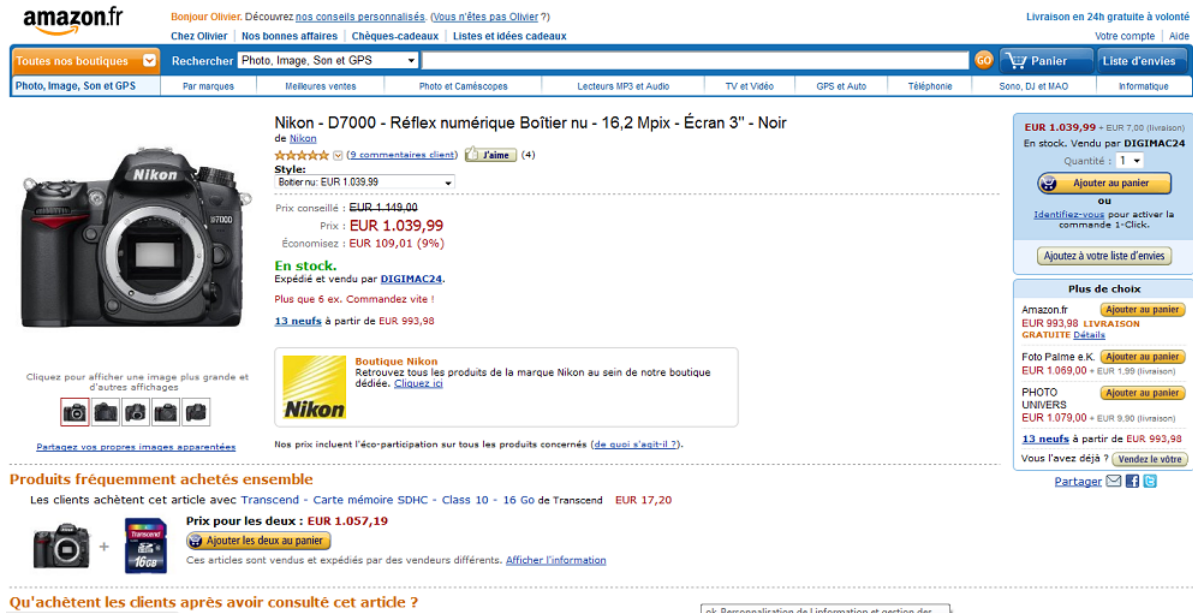 amazon.fr
Bonjour Olivier. Découvrez nos conseils personnalisés. (Vous n'êtes pas Olivier ?)
Livraison en 24h gratuite à volonté
Chez Olivier | Nos bonnes affaires | Chèques-cadeaux | Listes et idées cadeaux
Votre compte | Aide
Toutes nos boutiques
Rechercher Photo, Image, Son et GPS
GO
Panier
Liste d'envies
Photo, Image, Son et GPS
Par marques
Meilleures ventes
Photo et Caméscopes
Lecteurs MP3 et Audio
TV et Vidéo
GPS et Auto
Téléphonie
Sono, DJ et MAO
Informatique
Nikon
D7000
Cliquez pour afficher une image plus grande et
d'autres affichages
Partagez vos propres images apparentées
Nikon - D7000 - Réflex numérique Boîtier nu - 16,2 Mpix - Écran 3" - Noir
de Nikon
(9 commentaires client) J'aime (4)
Style:
Boitier nu: EUR 1.039,99
Prix conseillé : EUR 1.149,00
Prix : EUR 1.039,99
Économisez : EUR 109,01 (9%)
En stock.
Expédié et vendu par DIGIMAC24.
Plus que 6 ex. Commandez vite !
13 neufs à partir de EUR 993,98
Nikon
Boutique Nikon
Retrouvez tous les produits de la marque Nikon au sein de notre boutique
dédiée. Cliquez ici
Nos prix incluent l'éco-participation sur tous les produits concernés (de quoi s'agit-il ?).
EUR 1.039,99 + EUR 7,00 (livraison)
En stock. Vendu par DIGIMAC24
Quantité : 1
Ajouter au panier
ou
Identifiez-vous pour activer la
commande 1-Click.
Ajoutez à votre liste d'envies
Plus de choix
Amazon.fr Ajouter au panier
EUR 993,98 LIVRAISON
GRATUITE Détails
Foto Palme e.K. Ajouter au panier
EUR 1.069,00 + EUR 1,99 (livraison)
PHOTO Ajouter au panier
UNIVERS
EUR 1.079,00 + EUR 9,90 (livraison)
13 neufs à partir de EUR 993,98
Vous l'avez déjà ? Vendez le vôtre
Partager
Produits fréquemment achetés ensemble
Les clients achètent cet article avec Transcend - Carte mémoire SDHC - Class 10 - 16 Go de Transcend EUR 17,20
Nikon
+
Transcend
16GB
Prix pour les deux : EUR 1.057,19
Ajouter les deux au panier
Ces articles sont vendus et expédiés par des vendeurs différents. Afficher l'information
Qu'achètent les clients après avoir consulté cet article ?
ok Personnalisation de l information et gestion des